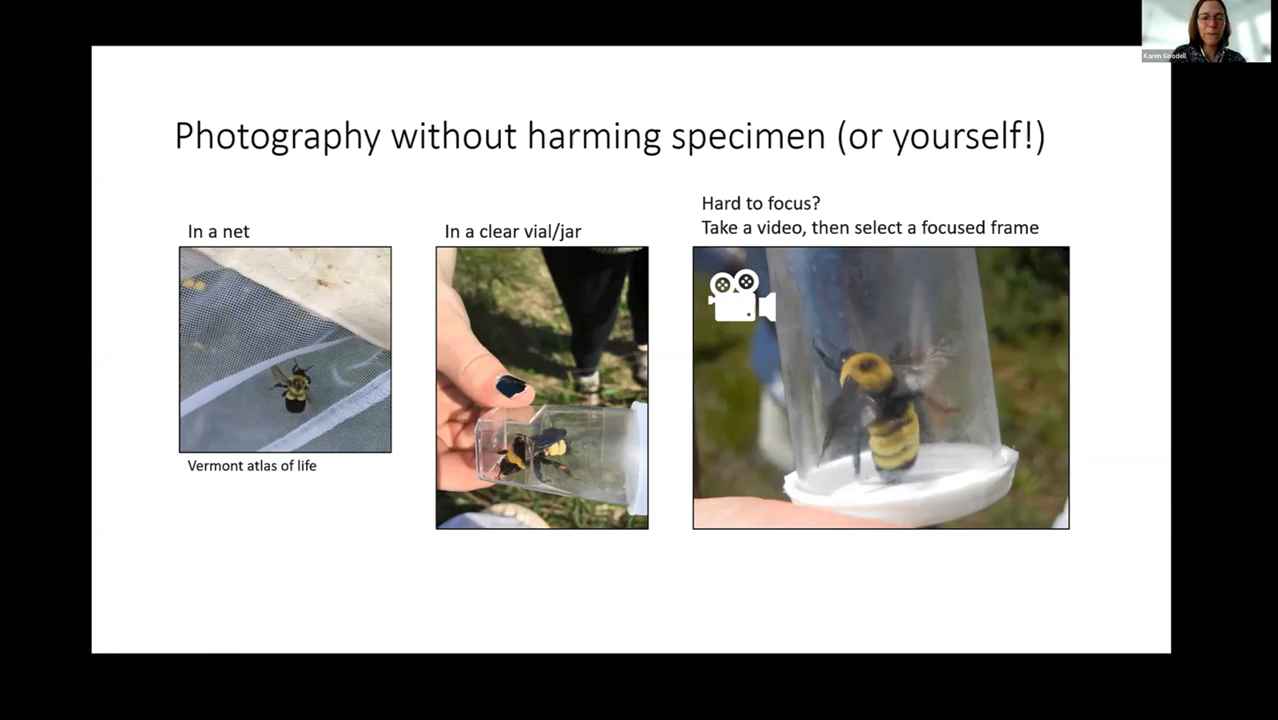 Karen Goodell
Photography without harming specimen (or yourself!)
In a net
In a clear vial/jar
Hard to focus?
Take a video, then select a focused frame
Vermont atlas of life